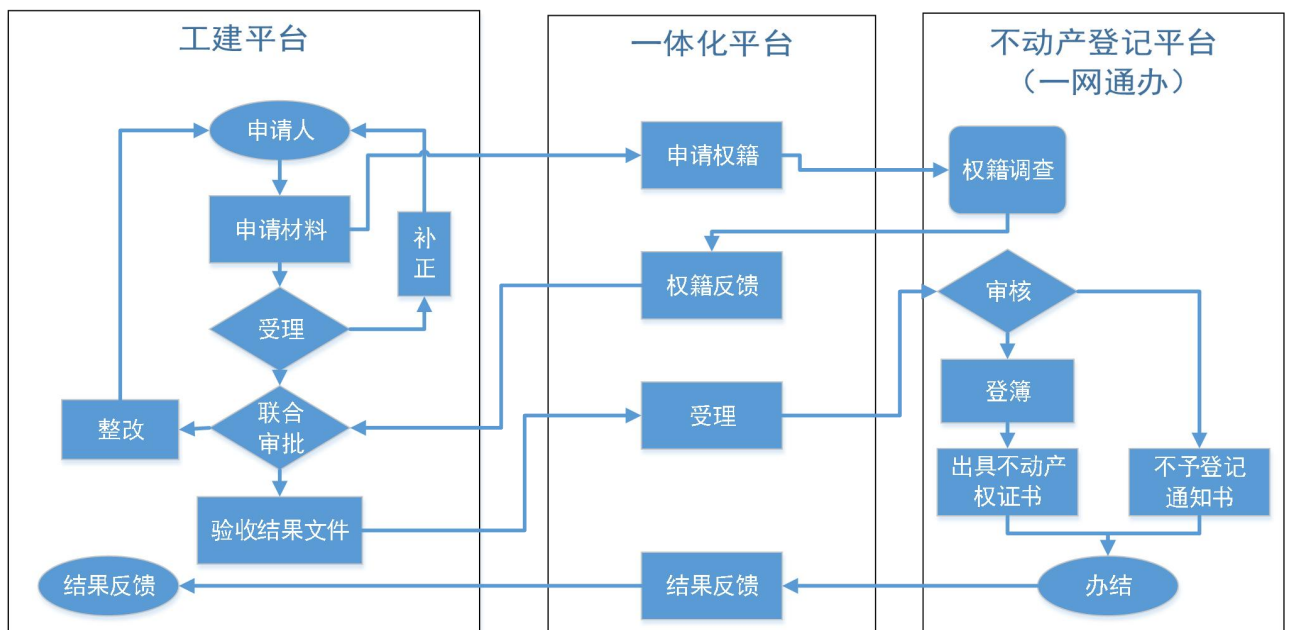 工建平台
申请人
申请材料
补
正
受理
联合
审批
整改
验收结果文件
结果反馈
一体化平台
申请权籍
权籍反馈
受理
结果反馈
不动产登记平台
（一网通办）
权籍调查
审核
登簿
出具不动产
权证书
不予登记
通知书
办结